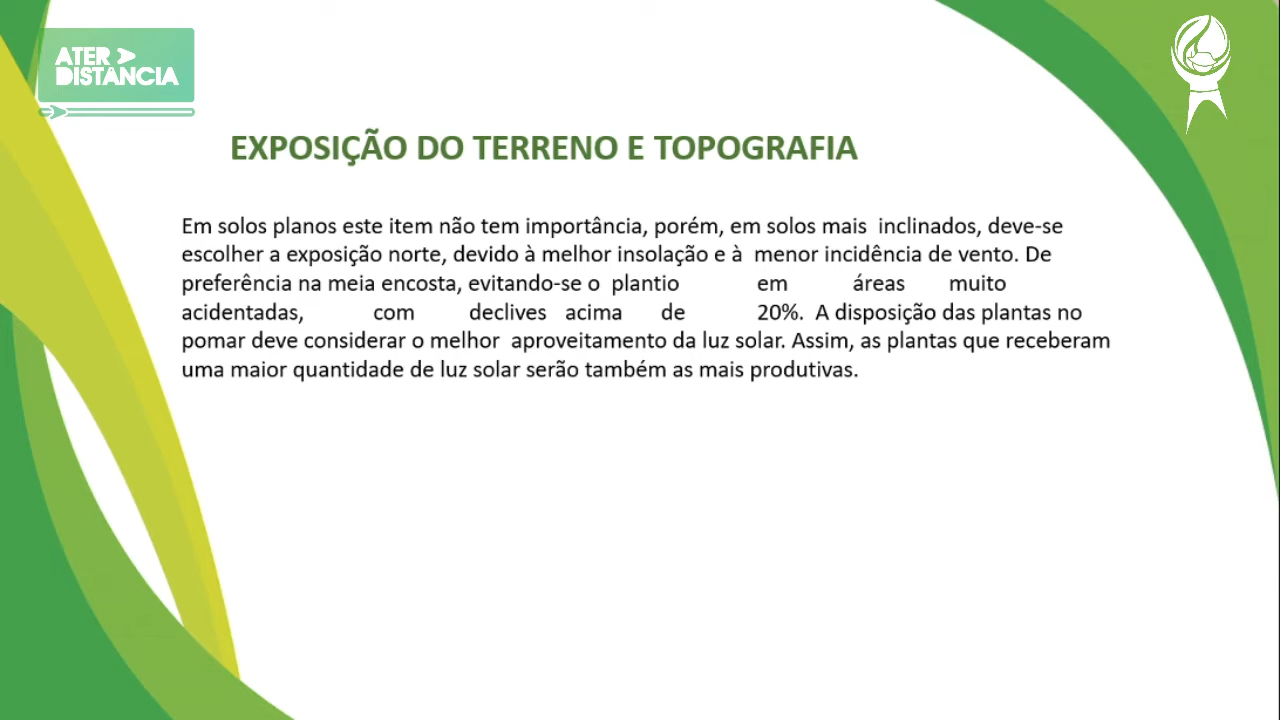 ATER
DISTÂNCIA
EXPOSIÇÃO DO TERRENO E TOPOGRAFIA
Em solos planos este item não tem importância, porém, em solos mais inclinados, deve-se
escolher a exposição norte, devido à melhor insolação e à menor incidência de vento. De
preferência na meia encosta, evitando-se o plantio em áreas muito
acidentadas, com declives acima de 20%. A disposição das plantas no
pomar deve considerar o melhor aproveitamento da luz solar. Assim, as plantas que receberam
uma maior quantidade de luz solar serão também as mais produtivas.